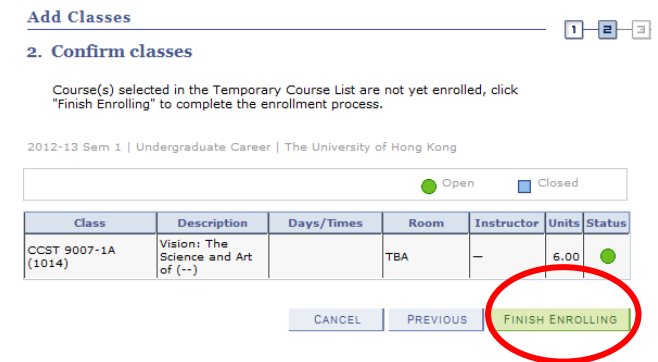 Add Classes
1 2 3
2. Confirm classes
Course(s) selected in the Temporary Course List are not yet enrolled, click
"Finish Enrolling" to complete the enrollment process.
2012-13 Sem 1 | Undergraduate Career | The University of Hong Kong
Open Closed
Class Description Days/Times Room Instructor Units Status
CCST 9007-1A
(1014)
Vision: The
Science and Art
of (--)
TBA
--
6.00
CANCEL PREVIOUS FINISH ENROLLING